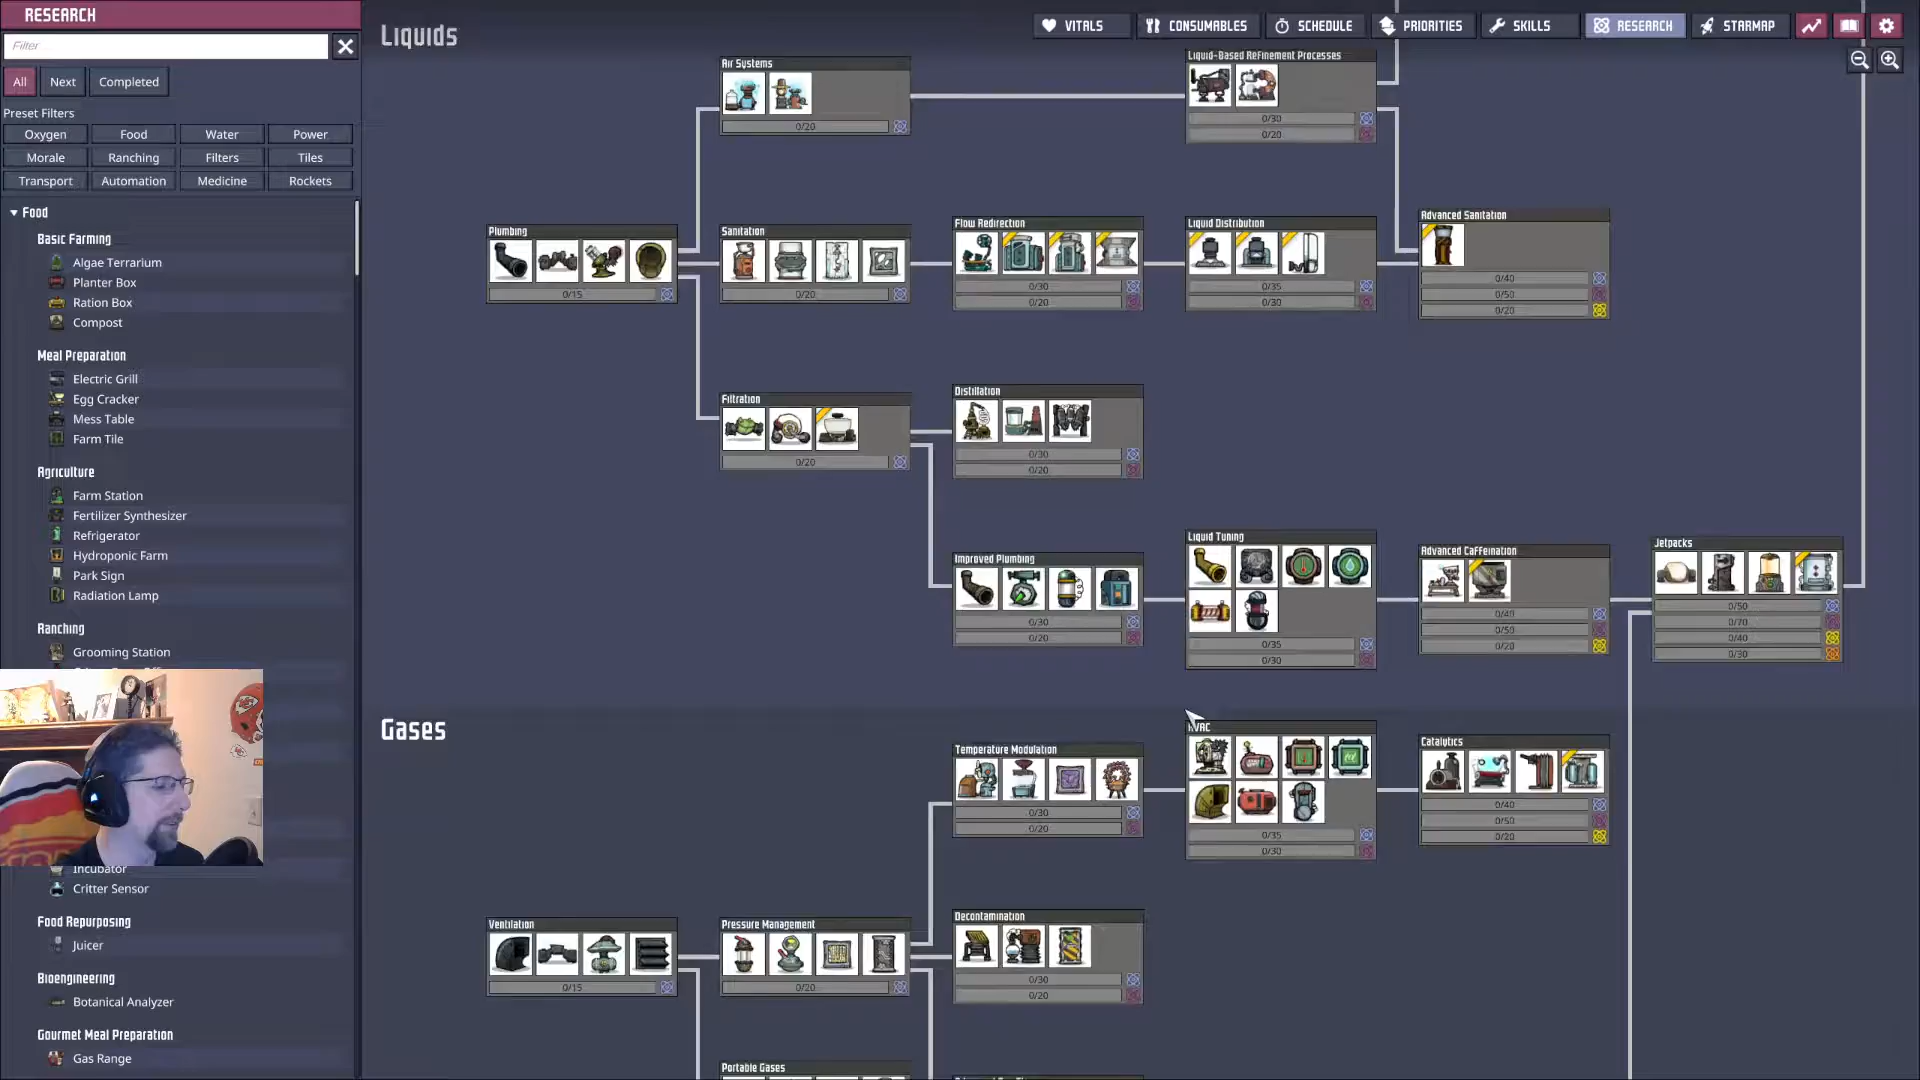 RESEARCH
Filter...
All
Next
Completed
Preset Filters
Oxygen
Food
Water
Power
Morale
Ranching
Filters
Tiles
Transport
Automation
Medicine
Rockets
Food
Basic Farming
Algae Terrarium
Planter Box
Ration Box
Compost
Meal Preparation
Electric Grill
Egg Cracker
Mess Table
Farm Tile
Agriculture
Farm Station
Fertilizer Synthesizer
Refrigerator
Hydroponic Farm
Park Sign
Radiation Lamp
Ranching
Grooming Station
Incubator
Critter Sensor
Food Repurposing
Juicer
Bioengineering
Botanical Analyzer
Gourmet Meal Preparation
Gas Range
VITALS
CONSUMABLES
SCHEDULE
PRIORITIES
SKILLS
RESEARCH
STARMAP
Liquids
Air Systems
0/20
Liquid-Based Refinement Processes
0/30
0/20
Plumbing
0/15
Sanitation
0/20
Flow Redirection
0/30
0/20
Liquid Distribution
0/35
0/30
Advanced Sanitation
0/40
0/50
0/20
Filtration
0/20
Distillation
0/30
0/20
Improved Plumbing
0/30
0/20
Liquid Tuning
0/35
0/30
Advanced Caffeination
0/40
0/50
0/20
Jetpacks
0/50
0/70
0/40
0/30
Gases
Temperature Modulation
0/30
0/20
HVAC
0/35
0/30
Catalytics
0/40
0/50
0/20
Ventilation
0/15
Pressure Management
0/20
Decontamination
0/30
0/20
Portable Gases